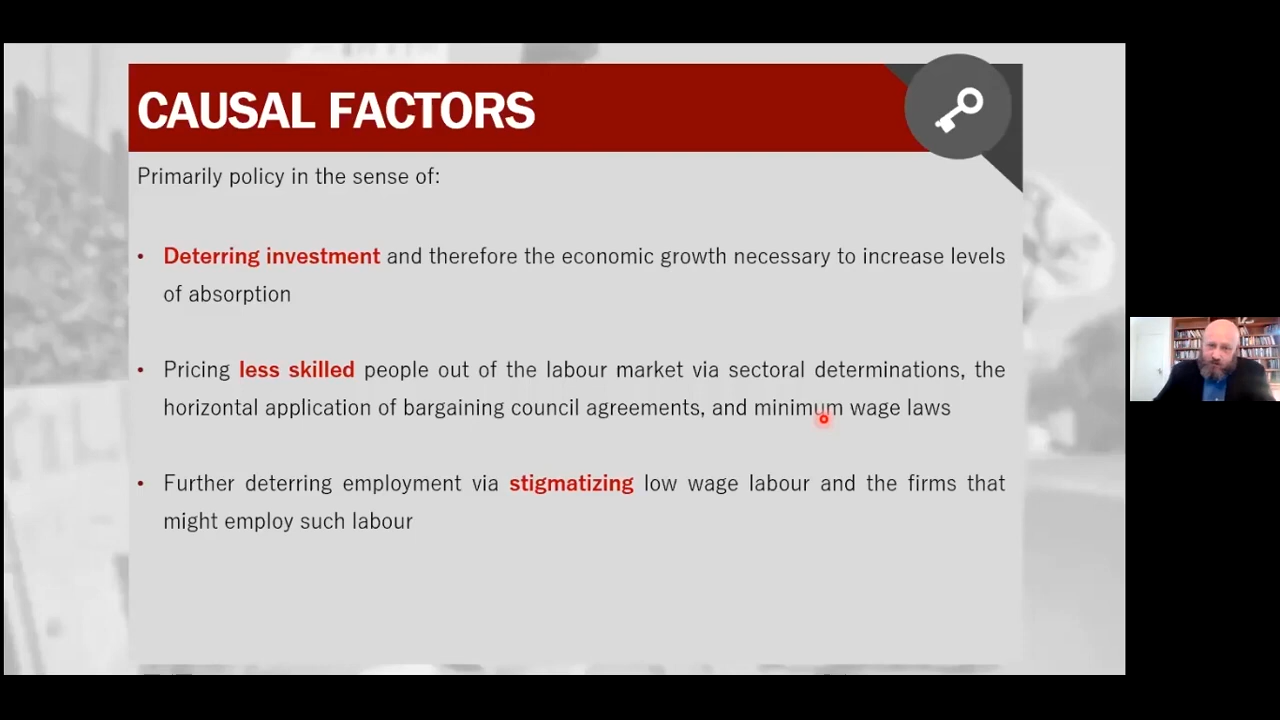 CAUSAL FACTORS
Primarily policy in the sense of:
• Deterring investment and therefore the economic growth necessary to increase levels
of absorption
• Pricing less skilled people out of the labour market via sectoral determinations, the
horizontal application of bargaining council agreements, and minimum wage laws
• Further deterring employment via stigmatizing low wage labour and the firms that
might employ such labour